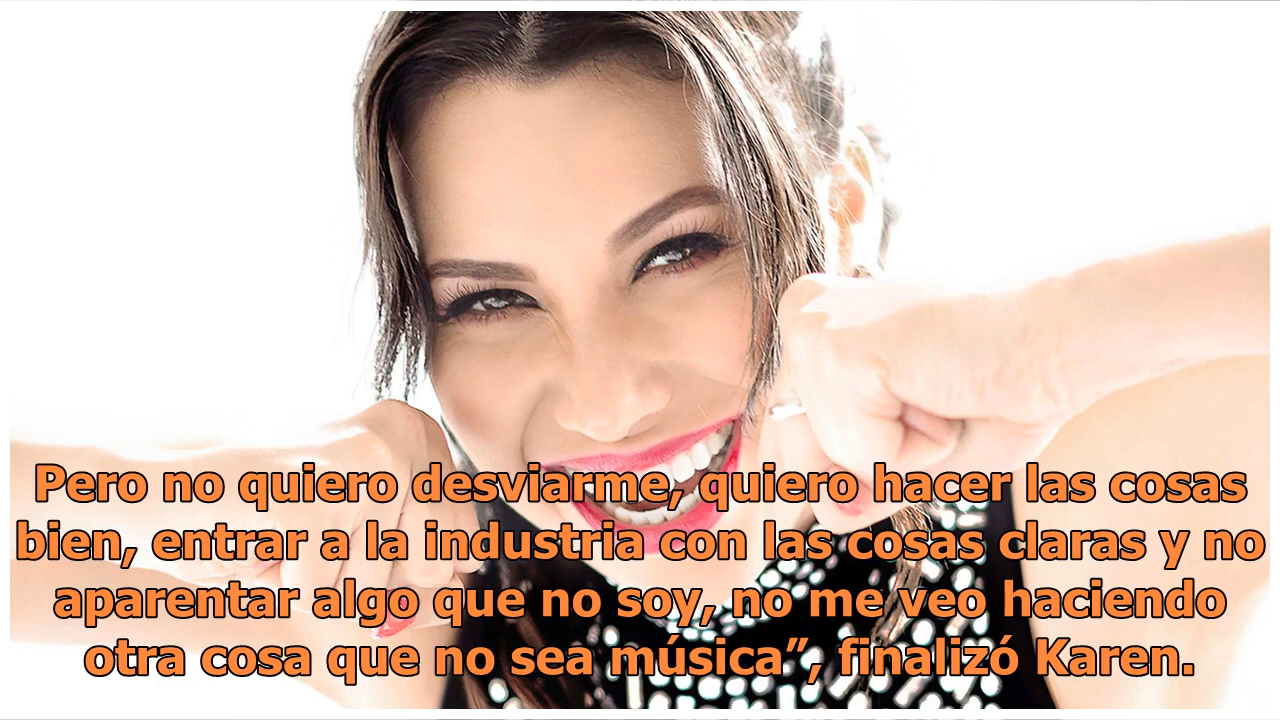 Pero no quiero desviarme, quiero hacer las cosas
bien, entrar a la industria con las cosas claras y no
aparentar algo que no soy, no me veo haciendo
otra cosa que no sea música”, finalizó Karen.